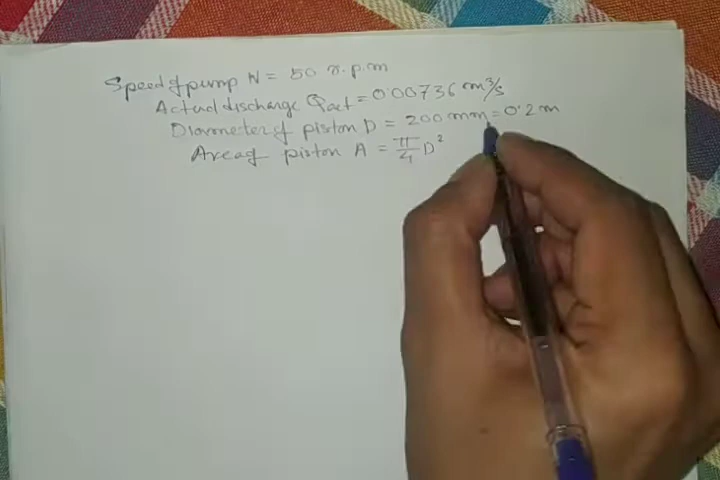 Speed of pump N = 50 r.p.m
Actual discharge Qact = 0.00736 m³/s
Diameter of piston D = 200 mm = 0.2 m
Area of piston A = π/4 D²